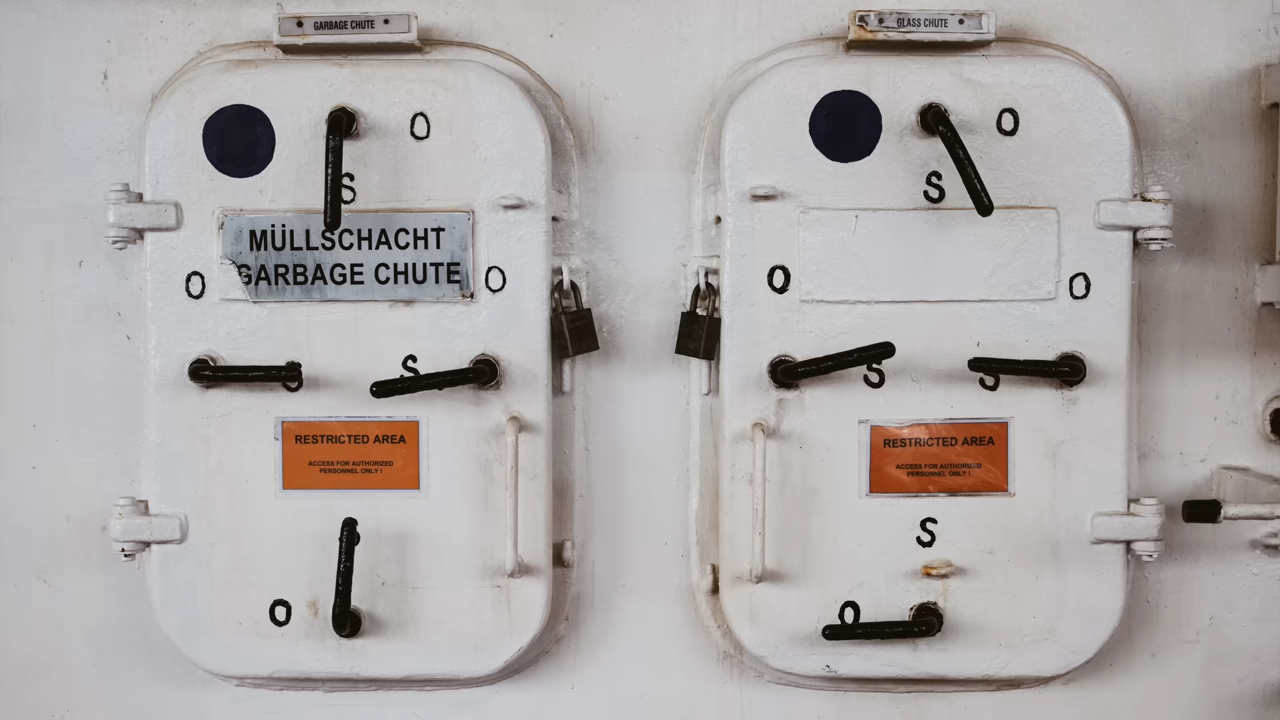 GARBAGE CHUTE
O
S
MÜLLSCHACHT
GARBAGE CHUTE
O
O
S
S
RESTRICTED AREA
ACCESS FOR AUTHORIZED
PERSONNEL ONLY !
O
GLASS CHUTE
O
S
O
O
S
S
RESTRICTED AREA
ACCESS FOR AUTHORIZED
PERSONNEL ONLY !
S
O